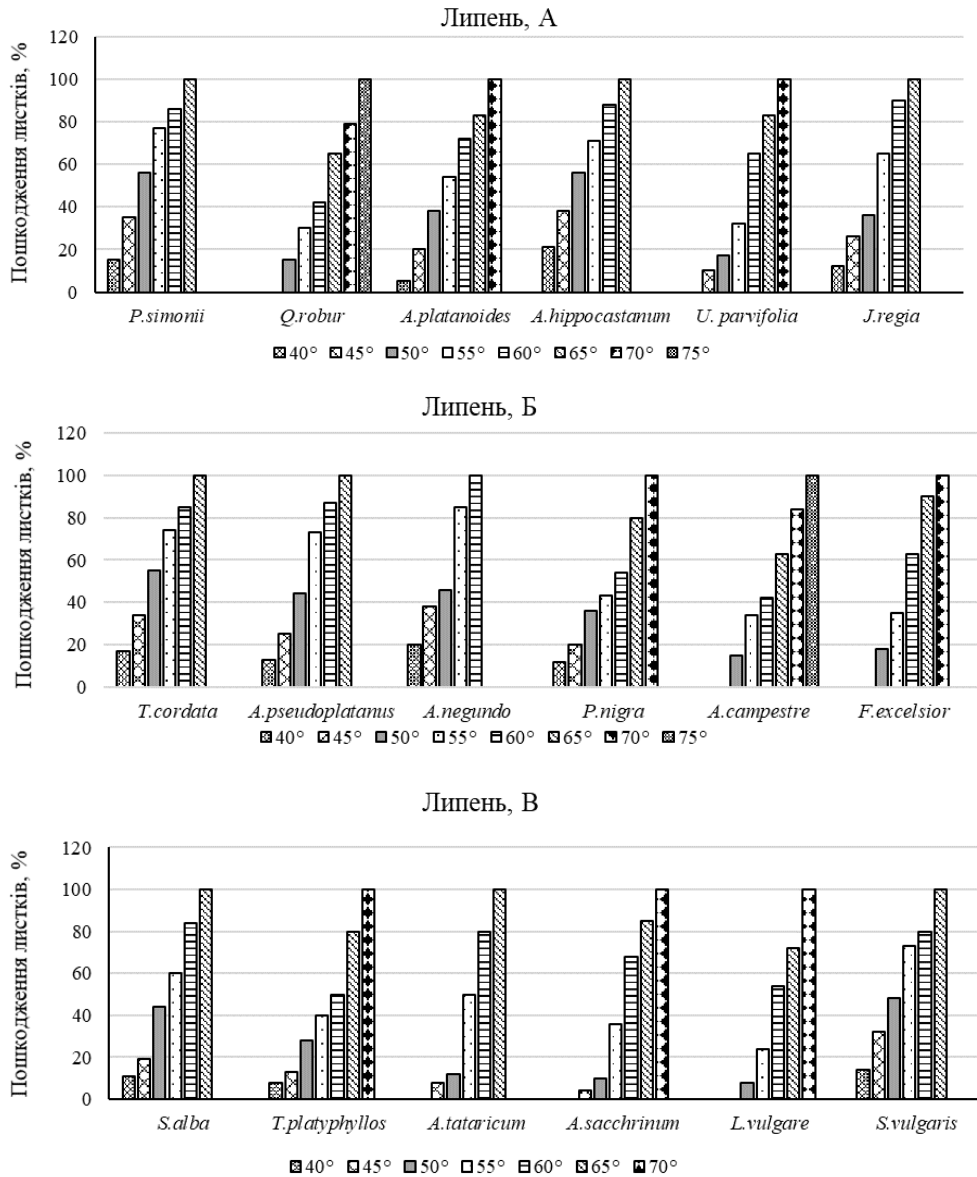 Липень, А
Пошкодження листків, %
120
100
80
60
40
20
0
P.simonii Q.robur A.platanoides A.hippocastanum U. parvifolia J.regia
40° 45° 50° 55° 60° 65° 70° 75°
Липень, Б
Пошкодження листків, %
120
100
80
60
40
20
0
T.cordata A.pseudoplatanus A.negundo P.nigra A.campestre F.excelsior
40° 45° 50° 55° 60° 65° 70° 75°
Липень, В
Пошкодження листків, %
120
100
80
60
40
20
0
S.alba T.platyphyllos A.tataricum A.sacchrinum L.vulgare S.vulgaris
40° 45° 50° 55° 60° 65° 70°